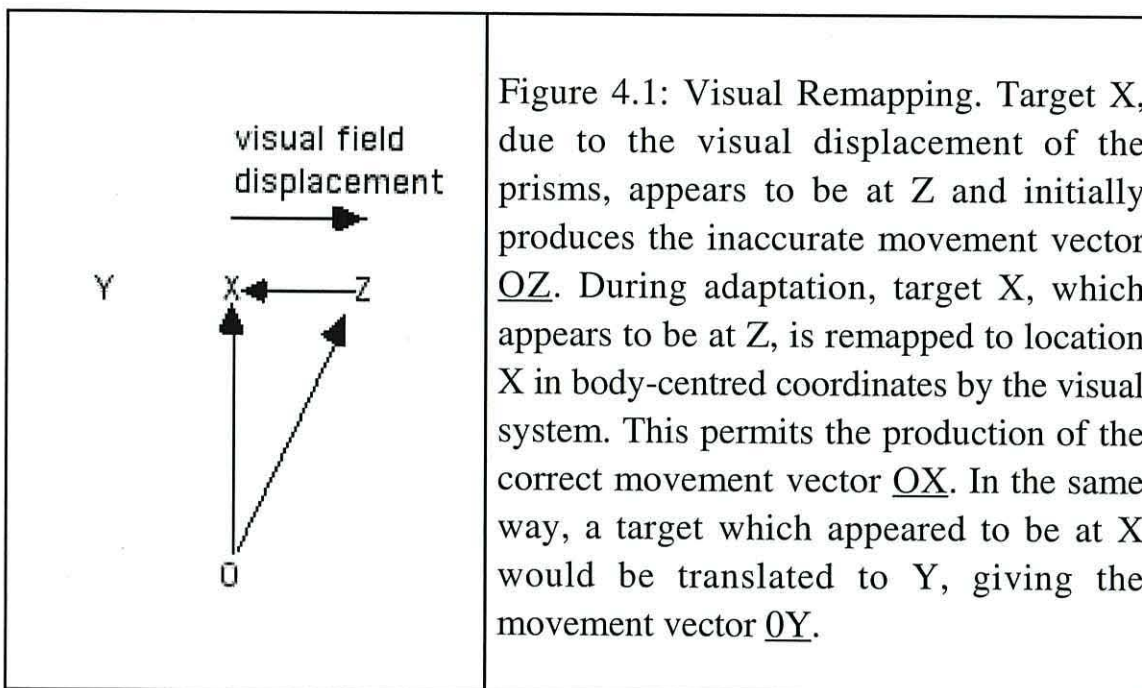 visual field
displacement
Y X Z
O
Figure 4.1: Visual Remapping. Target X,
due to the visual displacement of the
prisms, appears to be at Z and initially
produces the inaccurate movement vector
OZ. During adaptation, target X, which
appears to be at Z, is remapped to location
X in body-centred coordinates by the visual
system. This permits the production of the
correct movement vector OX. In the same
way, a target which appeared to be at X
would be translated to Y, giving the
movement vector 0Y.